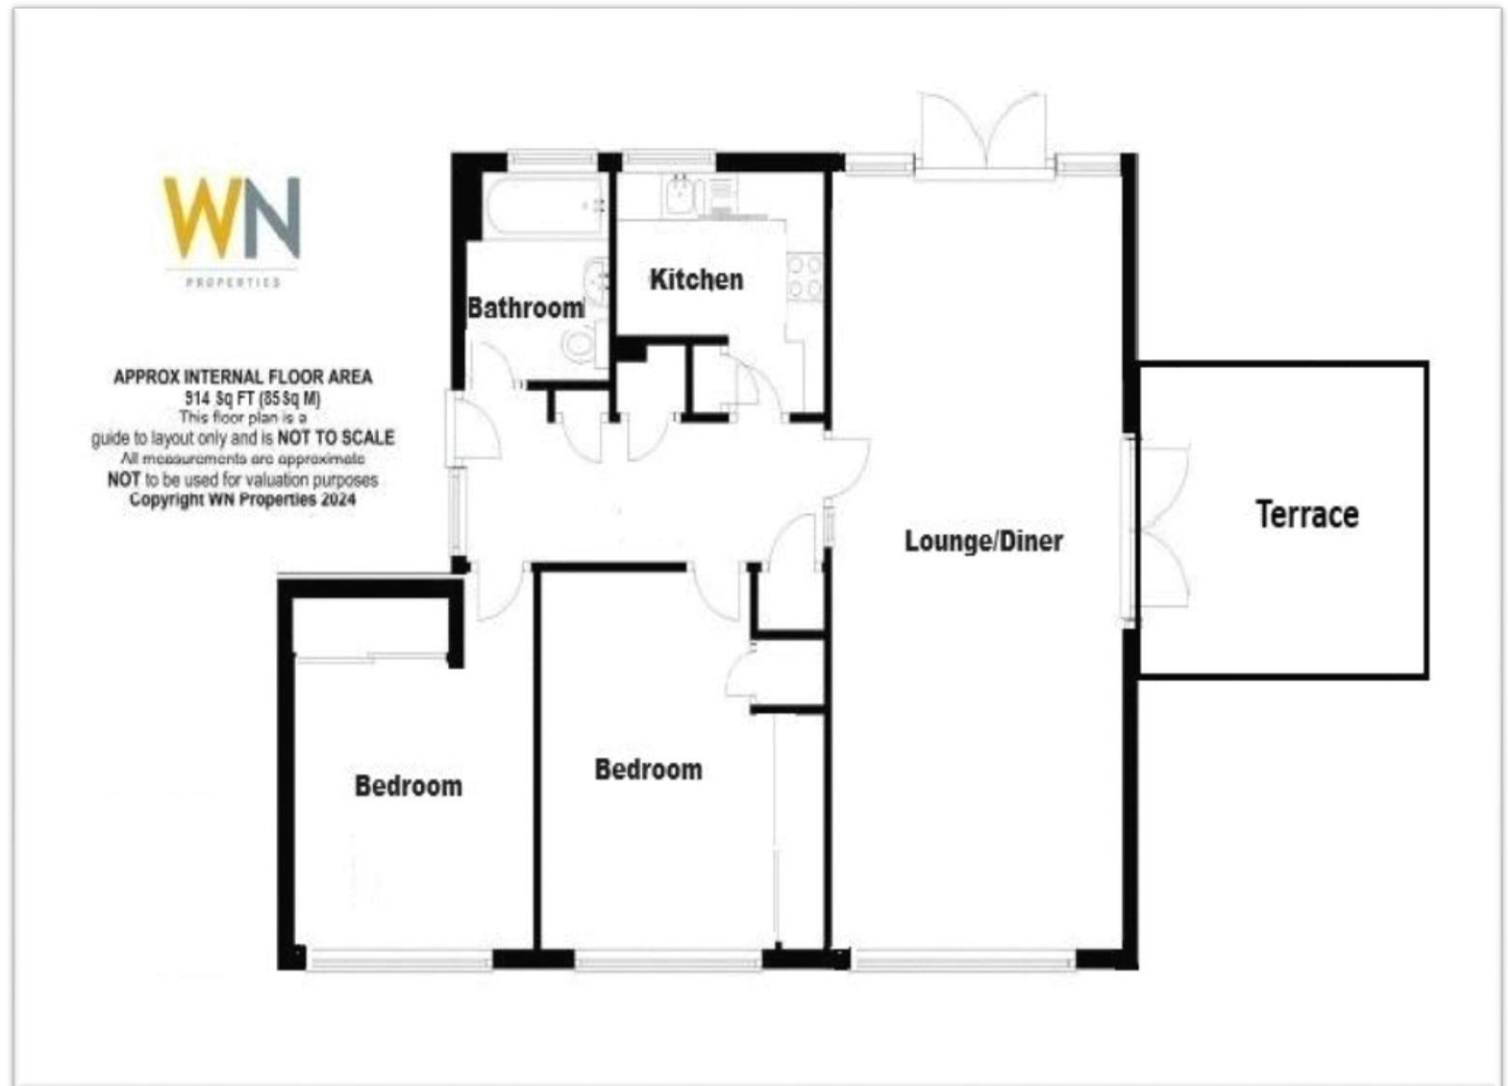 WN
PROPERTIES
APPROX INTERNAL FLOOR AREA
914 Sq FT (85Sq M)
This floor plan is a
guide to layout only and is NOT TO SCALE
All measurements are approximate
NOT to be used for valuation purposes
Copyright WN Properties 2024
Kitchen
Bathroom
Lounge/Diner
Terrace
Bedroom
Bedroom